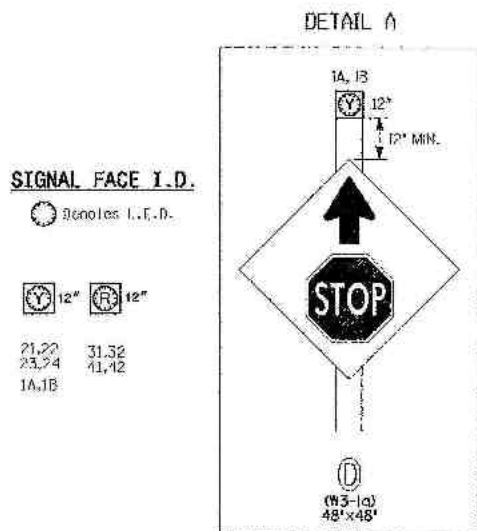 DETAIL A
1A, 1B
Y 12"
12" MIN.
SIGNAL FACE I.D.
Denotes L.E.D.
Y 12" R 12"
21,22 31,32
23,24 41,42
1A,1B
STOP
D
(W3-1a)
48"x48"